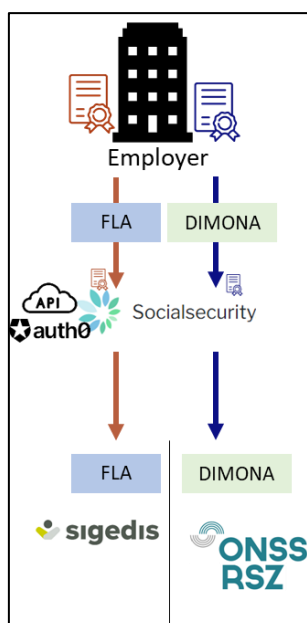 Employer
FLA DIMONA
API
auth0
Socialsecurity
FLA DIMONA
sigedis
ONSS
RSZ